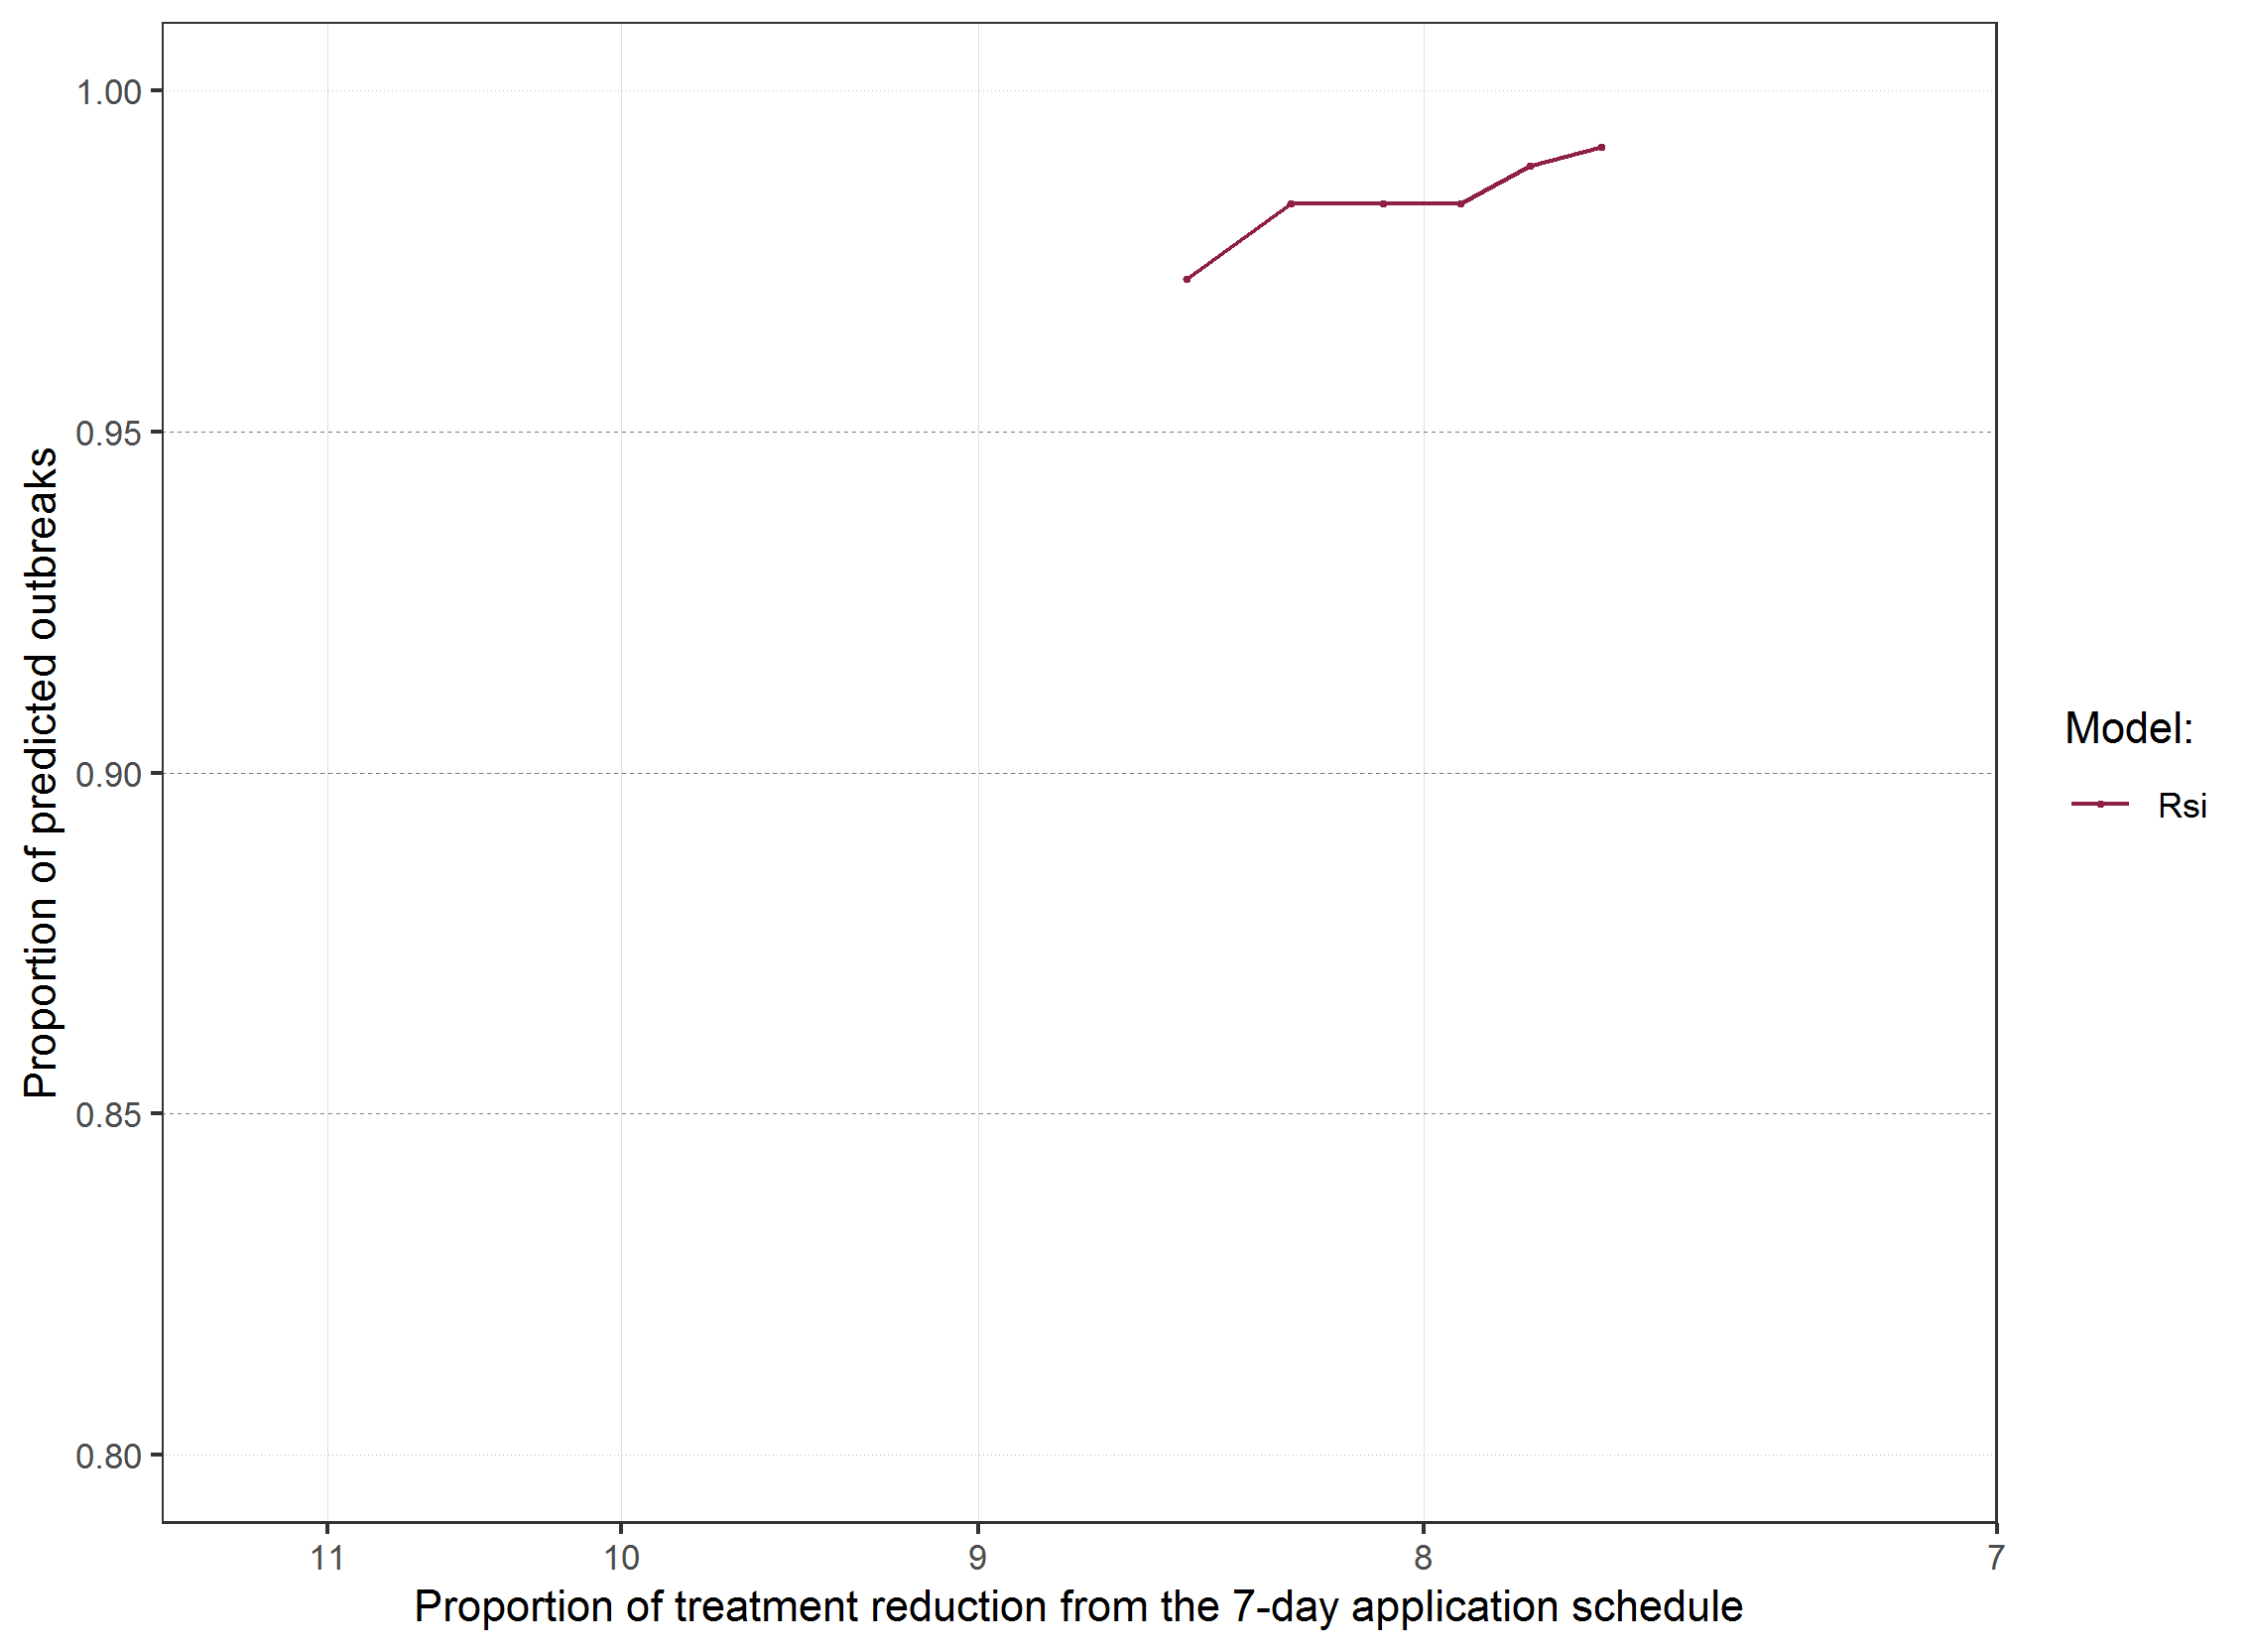 1.00
0.95
0.90
0.85
0.80
Proportion of predicted outbreaks
11 10 9 8 7
Proportion of treatment reduction from the 7-day application schedule
Model:
Rsi